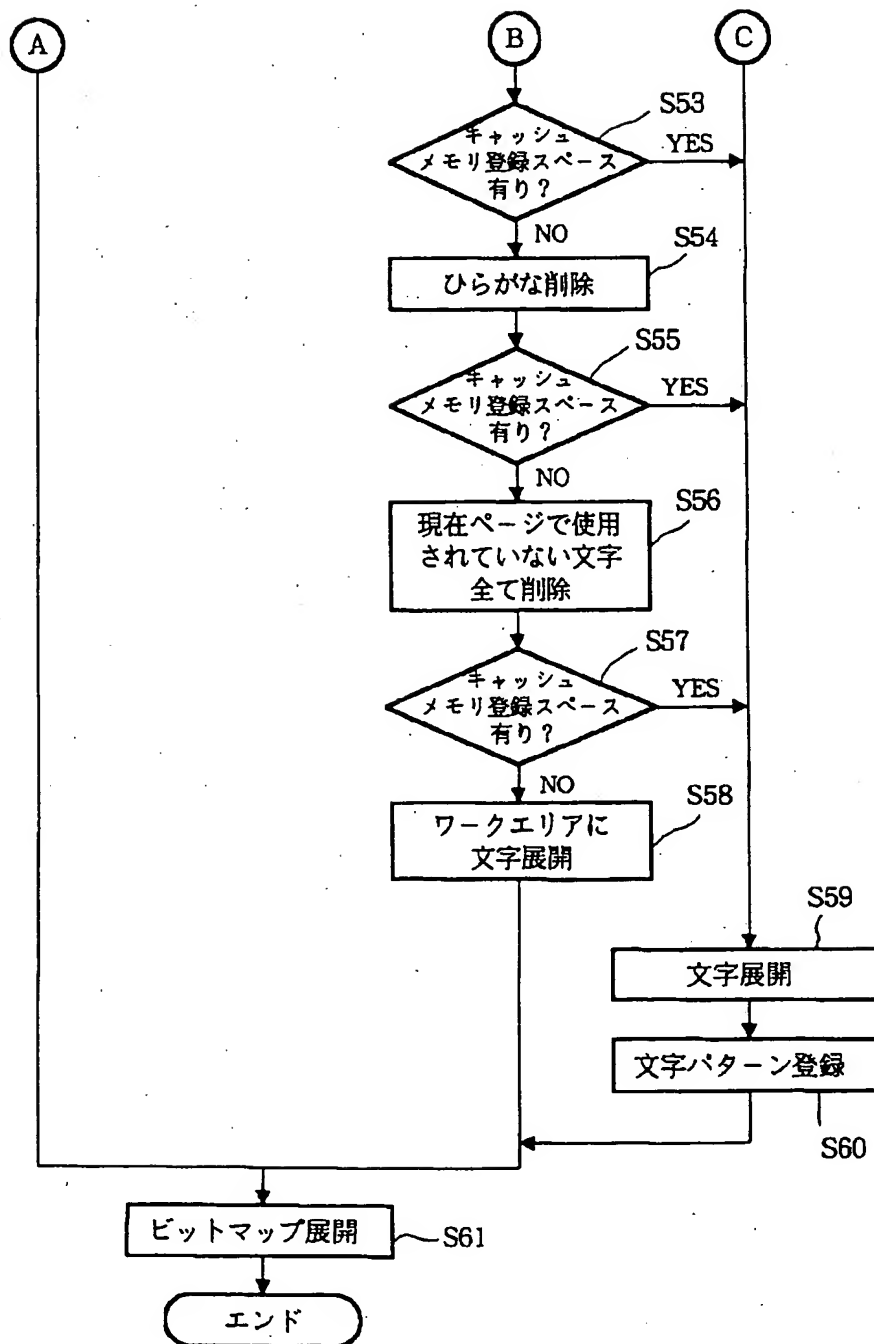 A
B
C
S53
キャッシュ
メモリ登録スペース
有り?
YES
NO
S54
ひらがな削除
S55
キャッシュ
メモリ登録スペース
有り?
YES
NO
S56
現在ページで使用
されていない文字
全て削除
S57
キャッシュ
メモリ登録スペース
有り?
YES
NO
S58
ワークエリアに
文字展開
S59
文字展開
文字パターン登録
S60
ビットマップ展開
S61
エンド